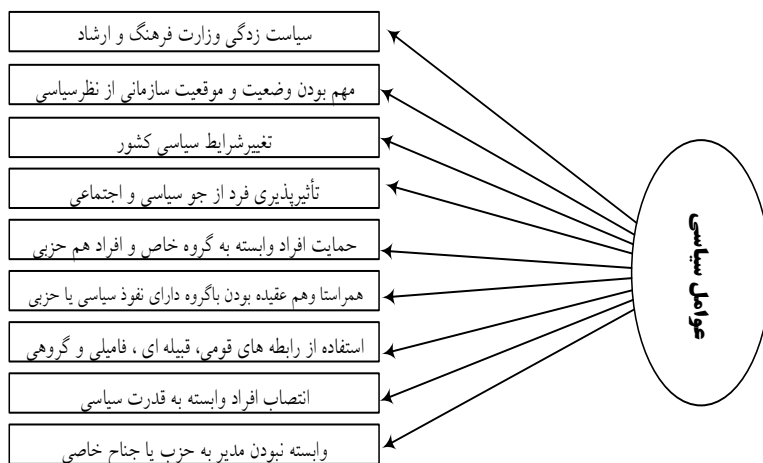 سیاست زدگی وزارت فرهنگ و ارشاد
مهم بودن وضعیت و موقعیت سازمانی از نظرسیاسی
تغییرشرایط سیاسی کشور
تأثیرپذیری فرد از جو سیاسی و اجتماعی
حمایت افراد وابسته به گروه خاص و افراد هم حزبی
همراستا وهم عقیده بودن باگروه دارای نفوذ سیاسی یا حزبی
استفاده از رابطه های قومی، قبیله ای ، فامیلی و گروهی
انتصاب افراد وابسته به قدرت سیاسی
وابسته نبودن مدیر به حزب یا جناح خاصی
عوامل سیاسی